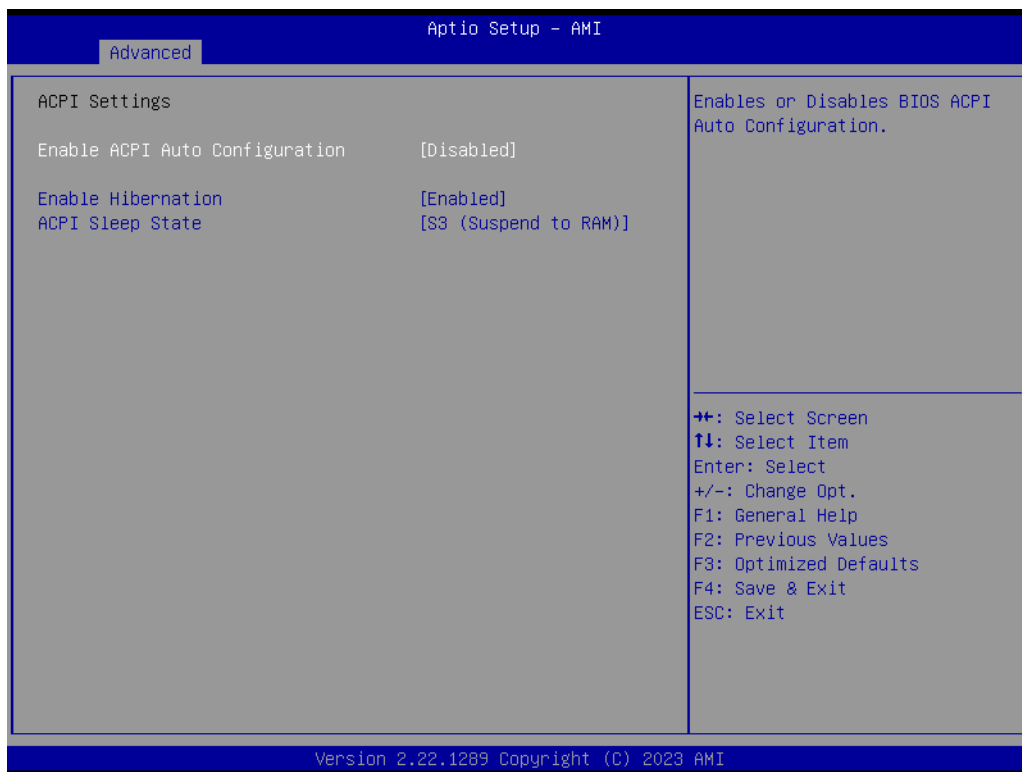 Aptio Setup – AMI
Advanced
ACPI Settings
Enable ACPI Auto Configuration [Disabled]
Enable Hibernation [Enabled]
ACPI Sleep State [S3 (Suspend to RAM)]
Enables or Disables BIOS ACPI
Auto Configuration.
→←: Select Screen
↑↓: Select Item
Enter: Select
+/-: Change Opt.
F1: General Help
F2: Previous Values
F3: Optimized Defaults
F4: Save & Exit
ESC: Exit
Version 2.22.1289 Copyright (C) 2023 AMI